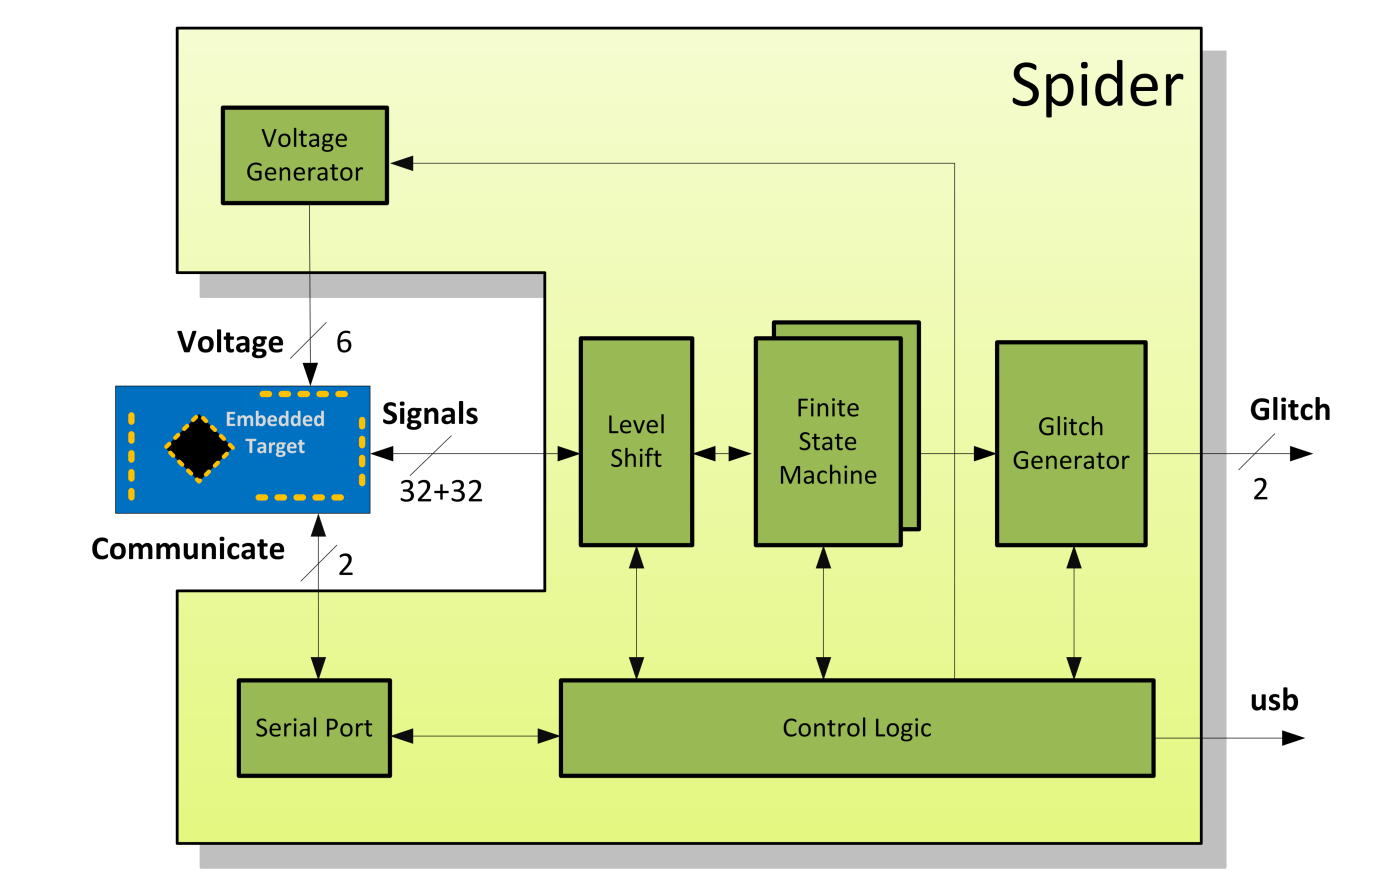 Spider
Voltage
Generator
Voltage
6
Embedded
Target
Signals
32+32
Communicate
2
Level
Shift
Finite
State
Machine
Glitch
Generator
Glitch
2
Serial Port
Control Logic
usb